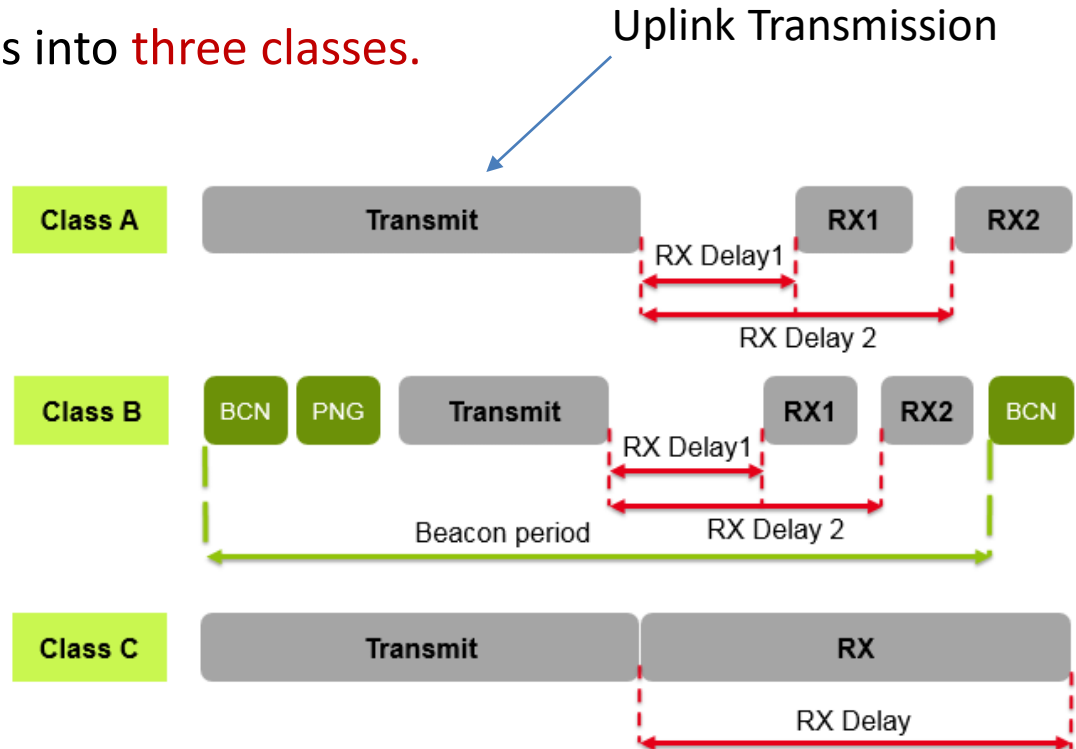 Uplink Transmission
s into three classes.
Class A
Transmit
RX1
RX2
RX Delay1
RX Delay 2
Class B
BCN
PNG
Transmit
RX1
RX2
BCN
RX Delay1
Beacon period
RX Delay 2
Class C
Transmit
RX
RX Delay